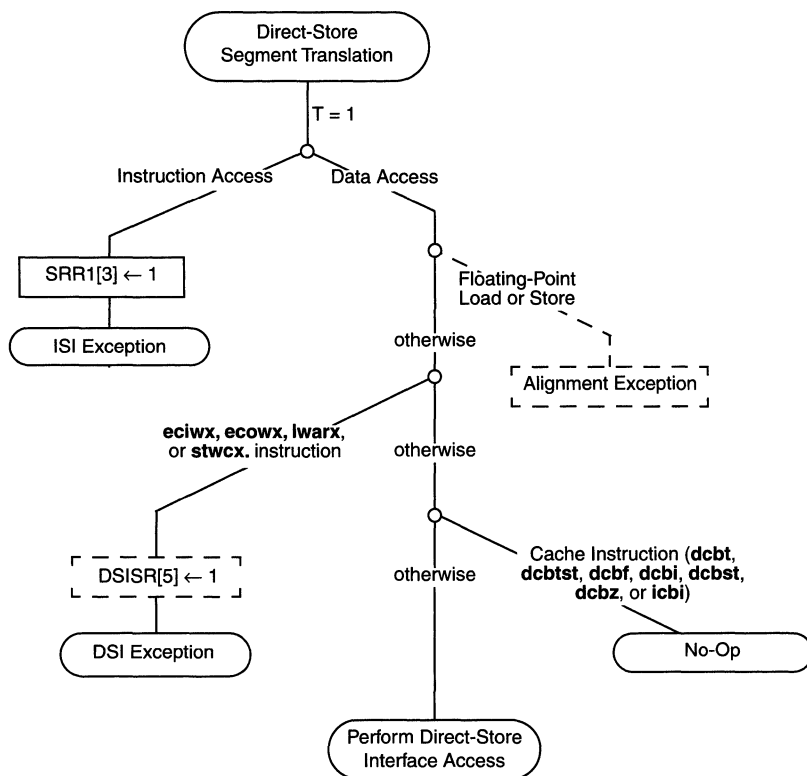 Direct-Store
Segment Translation
T = 1
Instruction Access
Data Access
SRR1[3] ← 1
Floating-Point
Load or Store
ISI Exception
otherwise
Alignment Exception
eciwx, ecowx, lwarx,
or stwcx. instruction
otherwise
Cache Instruction (dcbt,
dcbtst, dcbf, dcbi, dcbst,
dcbz, or icbi)
otherwise
DSISR[5] ← 1
DSI Exception
No-Op
Perform Direct-Store
Interface Access